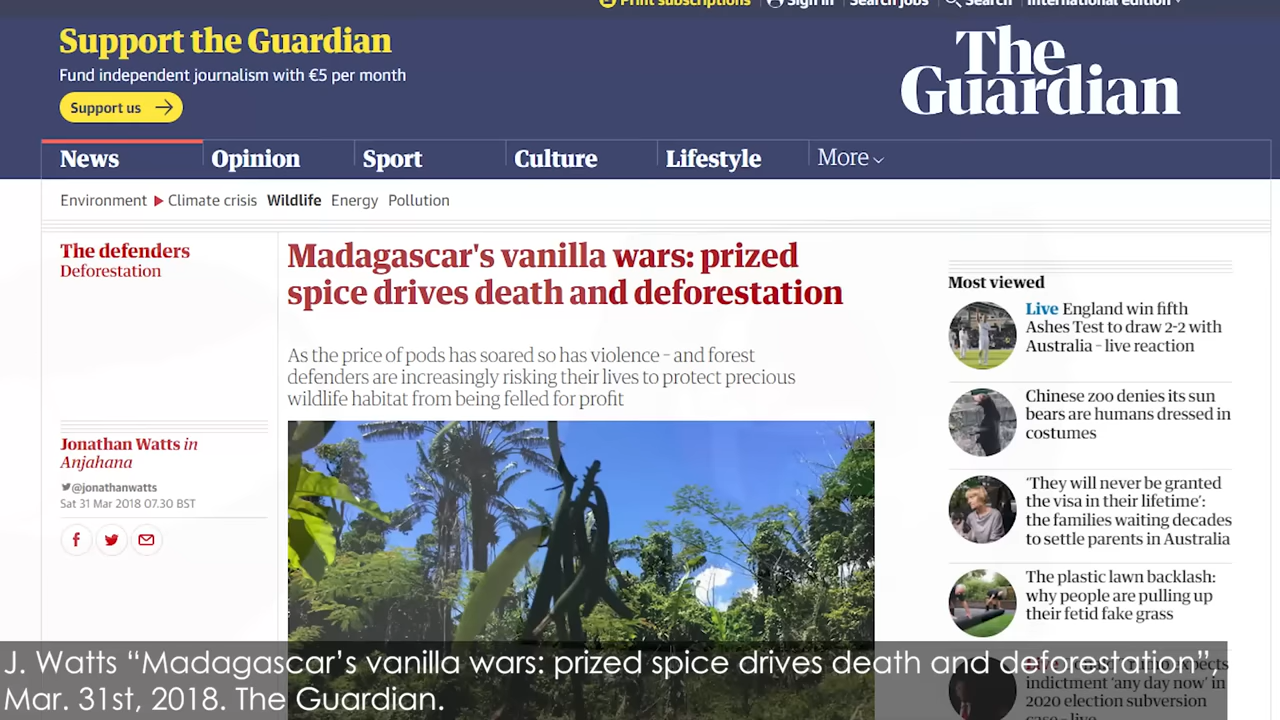 Print subscriptions
Sign in
Search jobs
Search
International edition
Support the Guardian
Fund independent journalism with €5 per month
Support us
The
Guardian
News
Opinion
Sport
Culture
Lifestyle
More
Environment
Climate crisis
Wildlife
Energy
Pollution
The defenders
Deforestation
Madagascar's vanilla wars: prized
spice drives death and deforestation
As the price of pods has soared so has violence – and forest
defenders are increasingly risking their lives to protect precious
wildlife habitat from being felled for profit
Jonathan Watts in
Anjahana
@jonathanwatts
Sat 31 Mar 2018 07.30 BST
Most viewed
Live England win fifth
Ashes Test to draw 2-2 with
Australia – live reaction
Chinese zoo denies its sun
bears are humans dressed in
costumes
'They will never be granted
the visa in their lifetime':
the families waiting decades
to settle parents in Australia
The plastic lawn backlash:
why people are pulling up
their fetid fake grass
expects
indictment 'any day now' in
2020 election subversion
case – live
J. Watts “Madagascar’s vanilla wars: prized spice drives death and deforestation”,
Mar. 31st, 2018. The Guardian.